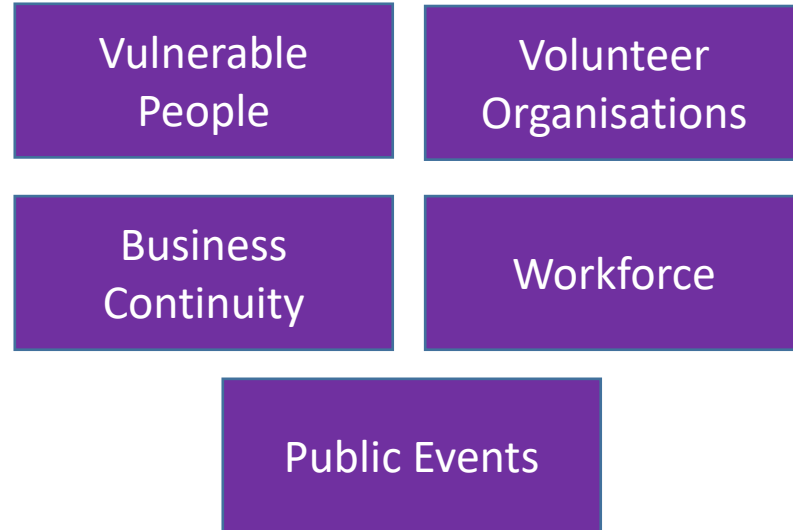 Vulnerable
People
Volunteer
Organisations
Business
Continuity
Workforce
Public Events